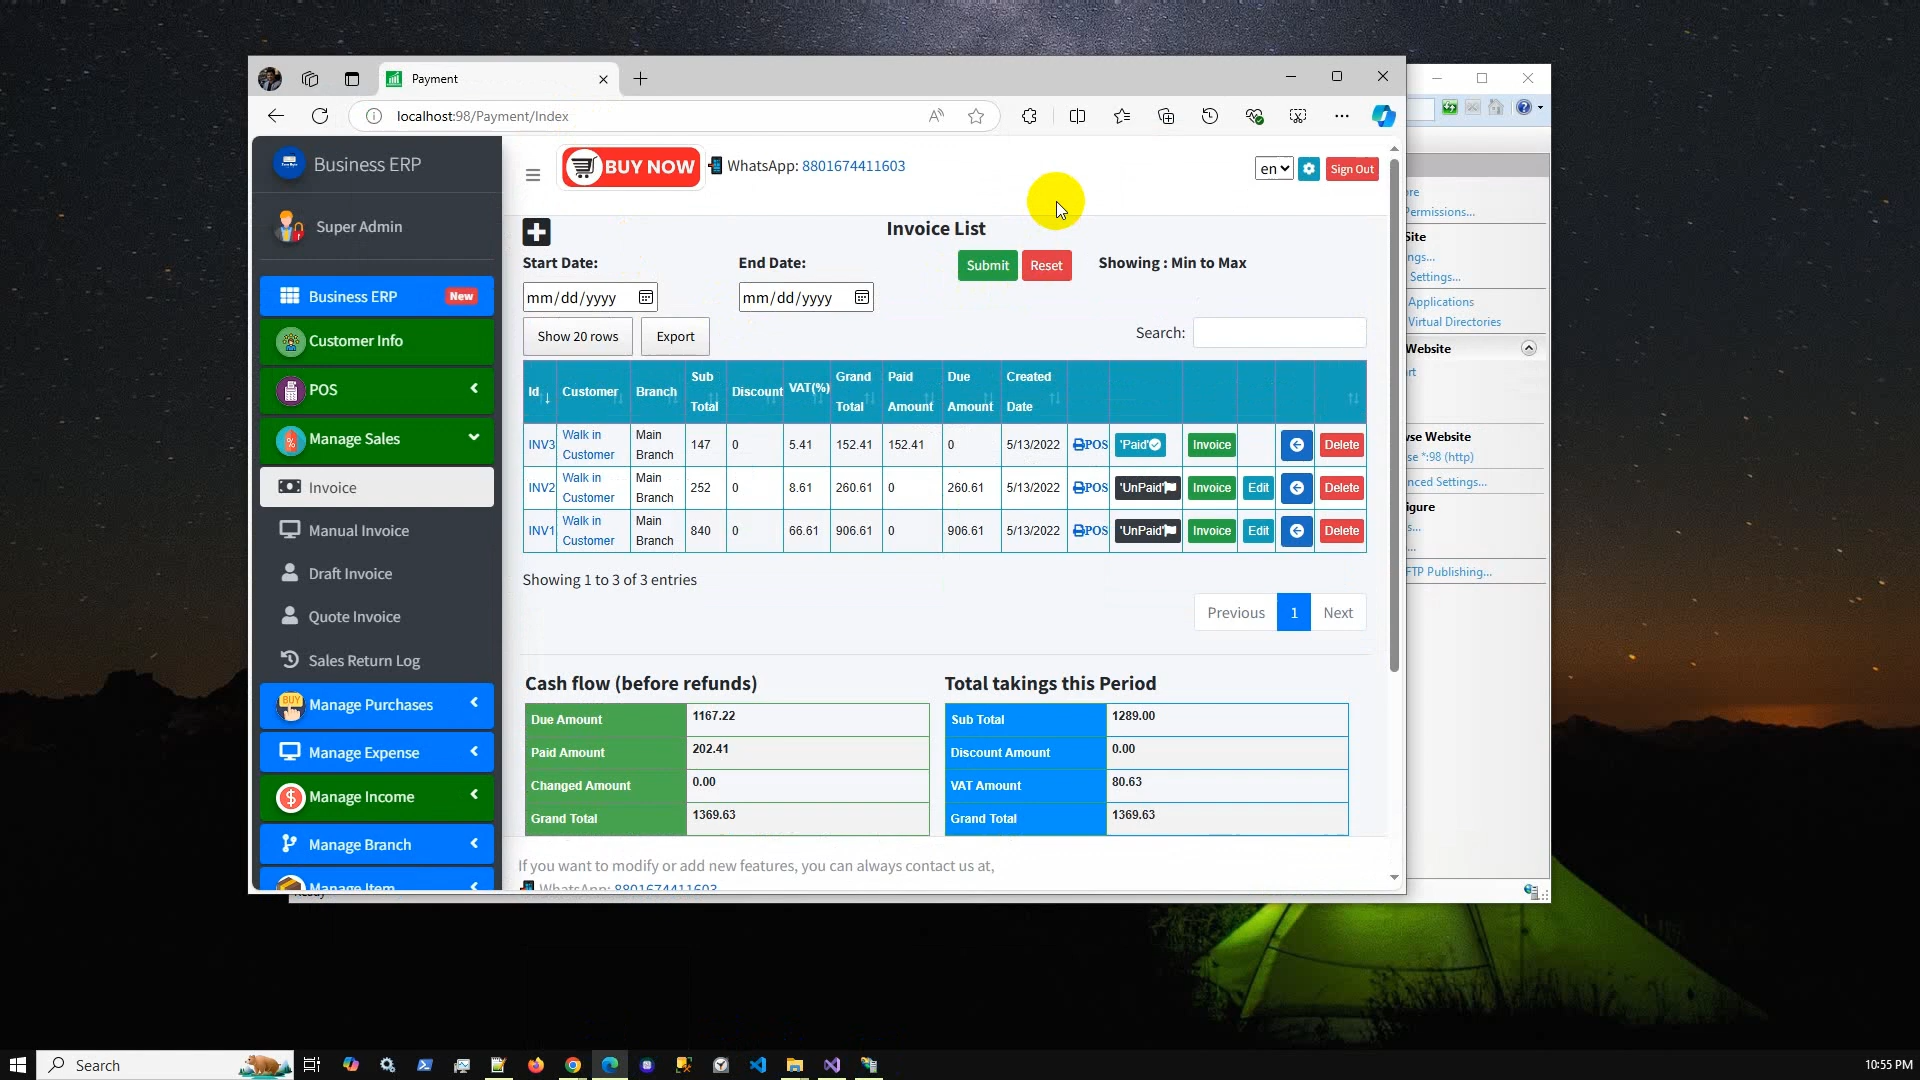 Payment
localhost:98/Payment/Index
Business ERP
BUY NOW
WhatsApp: 8801674411603
en
Sign Out
Super Admin
Business ERP New
Customer Info
POS
Manage Sales
Invoice
Manual Invoice
Draft Invoice
Quote Invoice
Sales Return Log
Manage Purchases
Manage Expense
Manage Income
Manage Branch
Manage Item
Invoice List
Start Date:
End Date:
Submit Reset
Showing : Min to Max
mm/dd/yyyy
mm/dd/yyyy
Show 20 rows
Export
Search:
Id Customer Branch Sub Total Discount VAT(%) Grand Total Paid Amount Due Amount Created Date
INV3 Walk in Customer Main Branch 147 0 5.41 152.41 152.41 0 5/13/2022 POS 'Paid' Invoice Delete
INV2 Walk in Customer Main Branch 252 0 8.61 260.61 0 260.61 5/13/2022 POS 'UnPaid' Invoice Edit Delete
INV1 Walk in Customer Main Branch 840 0 66.61 906.61 0 906.61 5/13/2022 POS 'UnPaid' Invoice Edit Delete
Showing 1 to 3 of 3 entries
Previous 1 Next
Cash flow (before refunds)
Due Amount 1167.22
Paid Amount 202.41
Changed Amount 0.00
Grand Total 1369.63
Total takings this Period
Sub Total 1289.00
Discount Amount 0.00
VAT Amount 80.63
Grand Total 1369.63
If you want to modify or add new features, you can always contact us at,
WhatsApp: 8801674411603
Permissions...
Site
Settings...
Applications
Virtual Directories
Website
Website
*:98 (http)
Settings...
FTP Publishing...
Search
10:55 PM